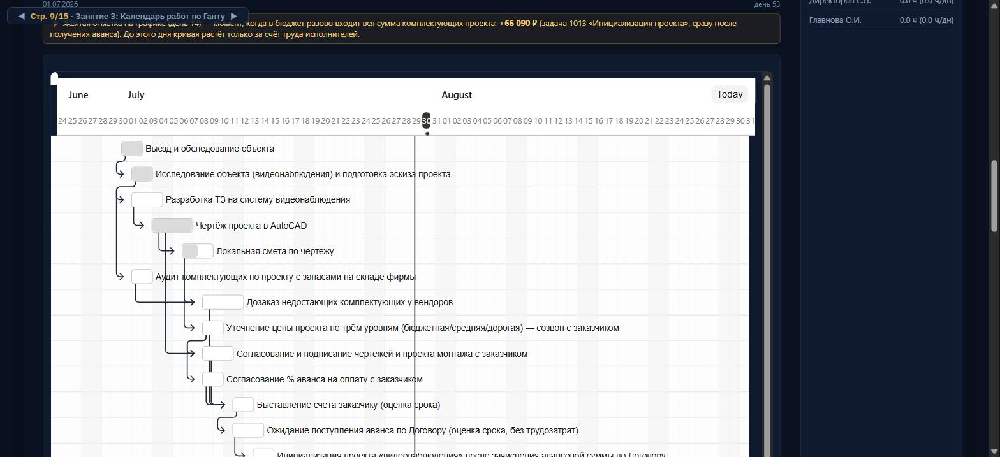 01.07.2026
день 53
◀ Стр. 9/15 · Занятие 3: Календарь работ по Ганту ▶
момент, когда в бюджет разово входит вся сумма комплектующих проекта: +66 090 ₽ (задача 1013 «Инициализация проекта», сразу после
получения аванса). До этого дня кривая растёт только за счёт труда исполнителей.
Директоров С.П. 0.0 ч (0.0 ч/дн)
Главнова О.И. 0.0 ч (0.0 ч/дн)
June July August Today
24 25 26 27 28 29 30 01 02 03 04 05 06 07 08 09 10 11 12 13 14 15 16 17 18 19 20 21 22 23 24 25 26 27 28 29 30 31 01 02 03 04 05 06 07 08 09 10 11 12 13 14 15 16 17 18 19 20 21 22 23 24 25 26 27 28 29 30 31
Выезд и обследование объекта
Исследование объекта (видеонаблюдения) и подготовка эскиза проекта
Разработка ТЗ на систему видеонаблюдения
Чертёж проекта в AutoCAD
Локальная смета по чертежу
Аудит комплектующих по проекту с запасами на складе фирмы
Дозаказ недостающих комплектующих у вендоров
Уточнение цены проекта по трём уровням (бюджетная/средняя/дорогая) — созвон с заказчиком
Согласование и подписание чертежей и проекта монтажа с заказчиком
Согласование % аванса на оплату с заказчиком
Выставление счёта заказчику (оценка срока)
Ожидание поступления аванса по Договору (оценка срока, без трудозатрат)
Инициализация проекта «видеонаблюдения» после зачисления авансовой суммы по Договору